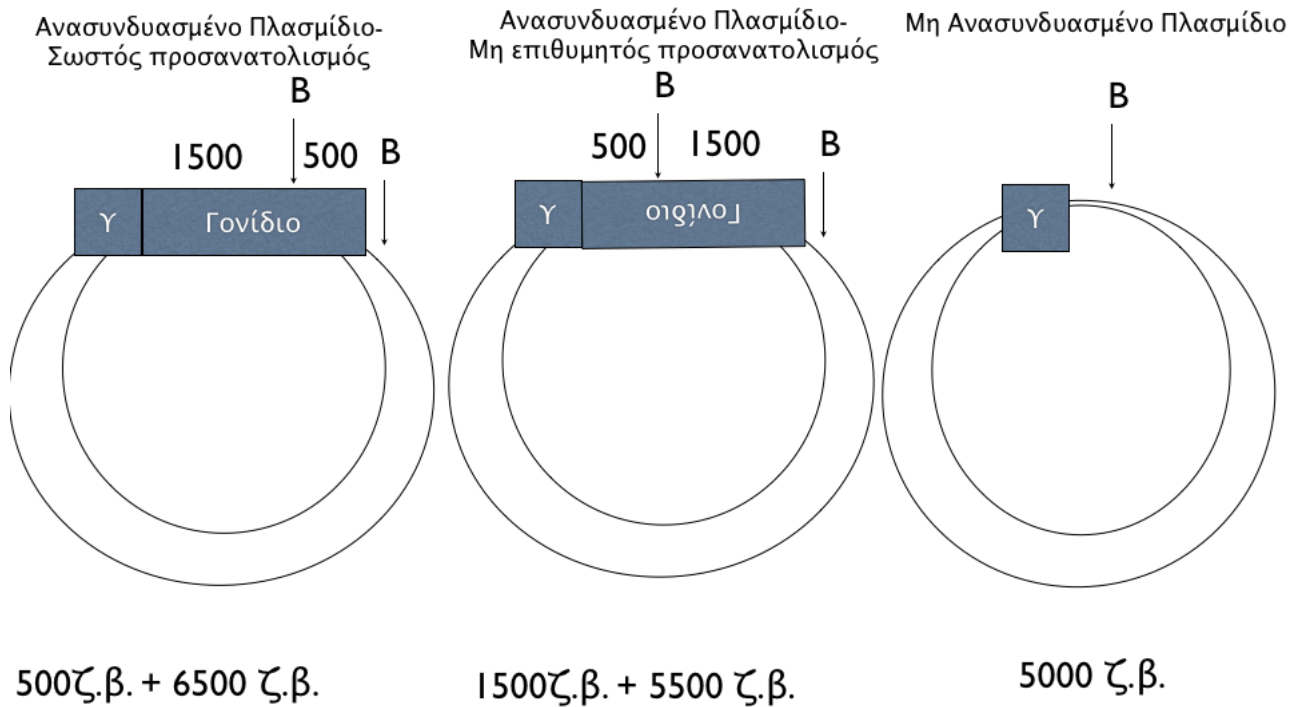 Ανασυνδυασμένο Πλασμίδιο-
Σωστός προσανατολισμός
B
1500
500
B
Υ
Γονίδιο
500ζ.β. + 6500 ζ.β.
Ανασυνδυασμένο Πλασμίδιο-
Μη επιθυμητός προσανατολισμός
B
500
1500
B
Υ
Γονίδιο
1500ζ.β. + 5500 ζ.β.
Μη Ανασυνδυασμένο Πλασμίδιο
B
Υ
5000 ζ.β.